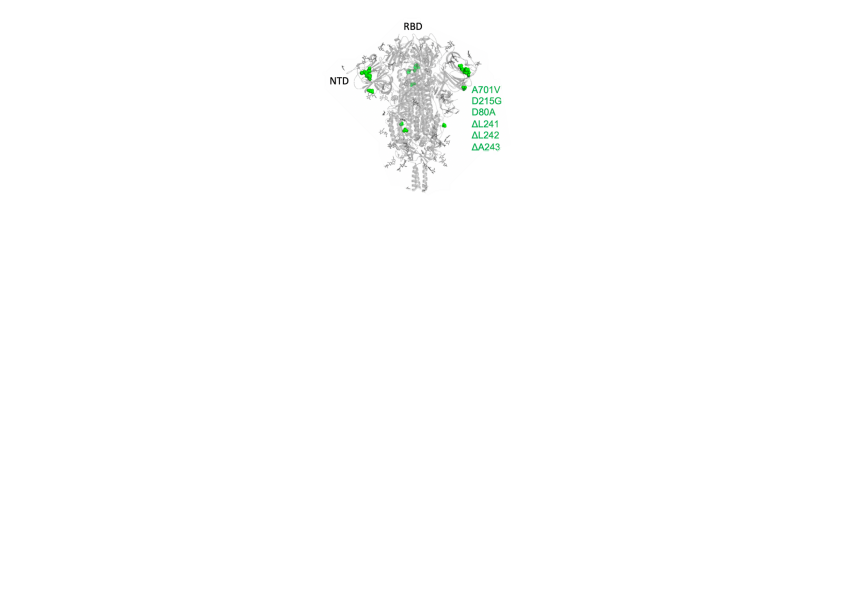 RBD
NTD
A701V
D215G
D80A
ΔL241
ΔL242
ΔA243